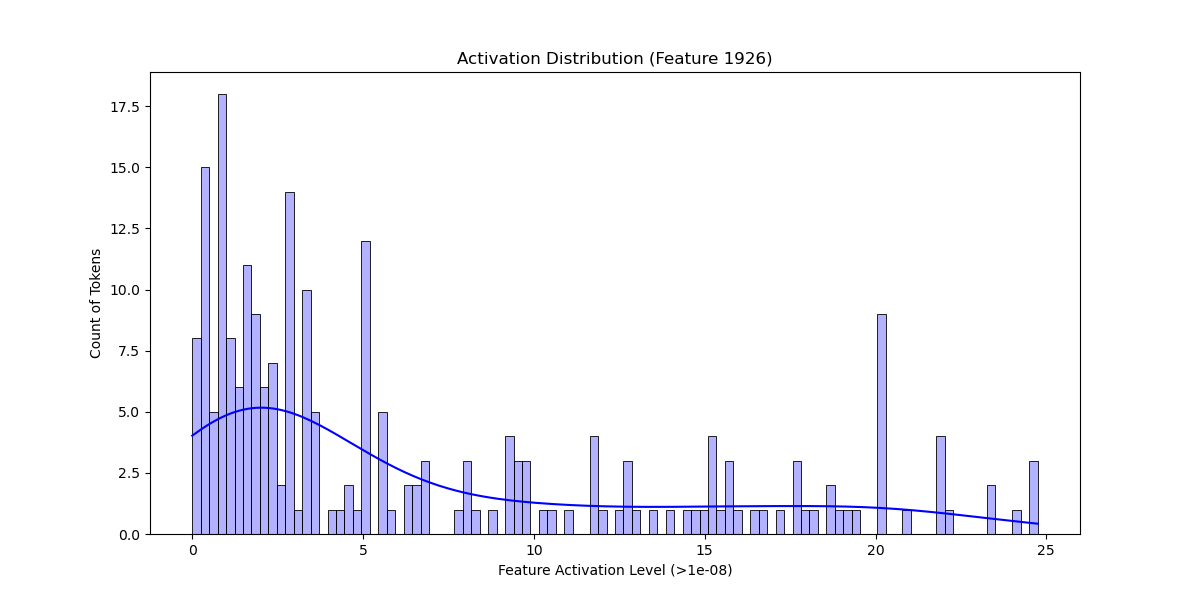 Activation Distribution (Feature 1926)
17.5
15.0
12.5
10.0
7.5
5.0
2.5
0.0
Count of Tokens
0 5 10 15 20 25
Feature Activation Level (>1e-08)